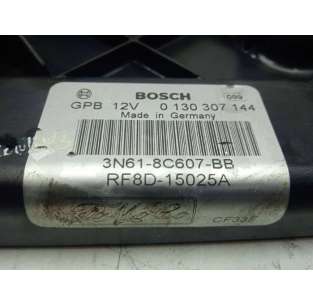 BOSCH
GPB 12V 0 130 307 144
Made in Germany
3N61-8C607-BB
RF8D-15025A